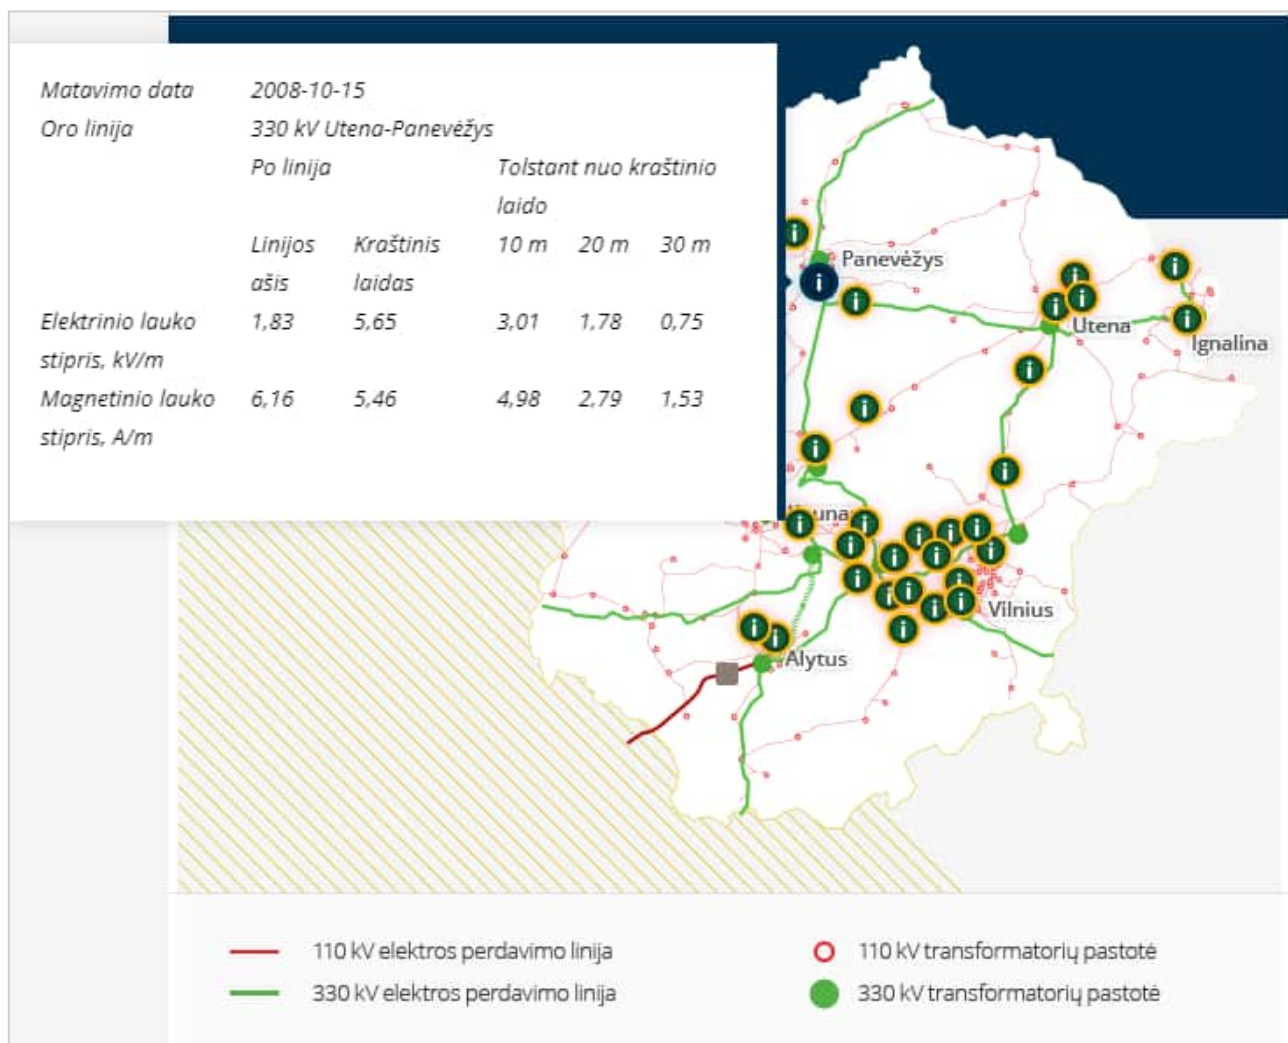 Matavimo data 2008-10-15
Oro linija 330 kV Utena-Panevėžys
Po linija Tolstant nuo kraštinio
laido
Linijos Kraštinis 10 m 20 m 30 m
ašis laidas
Elektrinio lauko 1,83 5,65 3,01 1,78 0,75
stipris, kV/m
Magnetinio lauko 6,16 5,46 4,98 2,79 1,53
stipris, A/m
Panevėžys
Utena
Ignalina
Vilnius
Alytus
110 kV elektros perdavimo linija 110 kV transformatorių pastotė
330 kV elektros perdavimo linija 330 kV transformatorių pastotė